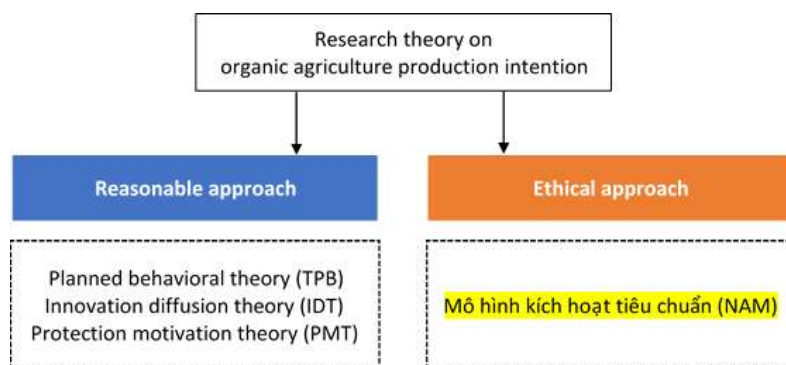 Research theory on
organic agriculture production intention
Reasonable approach
Ethical approach
Planned behavioral theory (TPB)
Innovation diffusion theory (IDT)
Protection motivation theory (PMT)
Mô hình kích hoạt tiêu chuẩn (NAM)